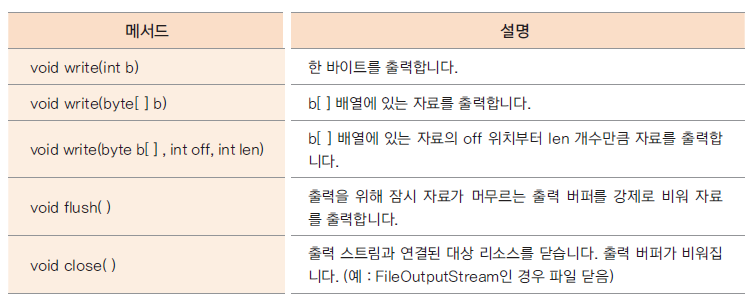 메서드 설명
void write(int b) 한 바이트를 출력합니다.
void write(byte[ ] b) b[ ] 배열에 있는 자료를 출력합니다.
void write(byte b[ ] , int off, int len) b[ ] 배열에 있는 자료의 off 위치부터 len 개수만큼 자료를 출력합
니다.
void flush( ) 출력을 위해 잠시 자료가 머무르는 출력 버퍼를 강제로 비워 자료
를 출력합니다.
void close( ) 출력 스트림과 연결된 대상 리소스를 닫습니다. 출력 버퍼가 비워집
니다. (예 : FileOutputStream인 경우 파일 닫음)